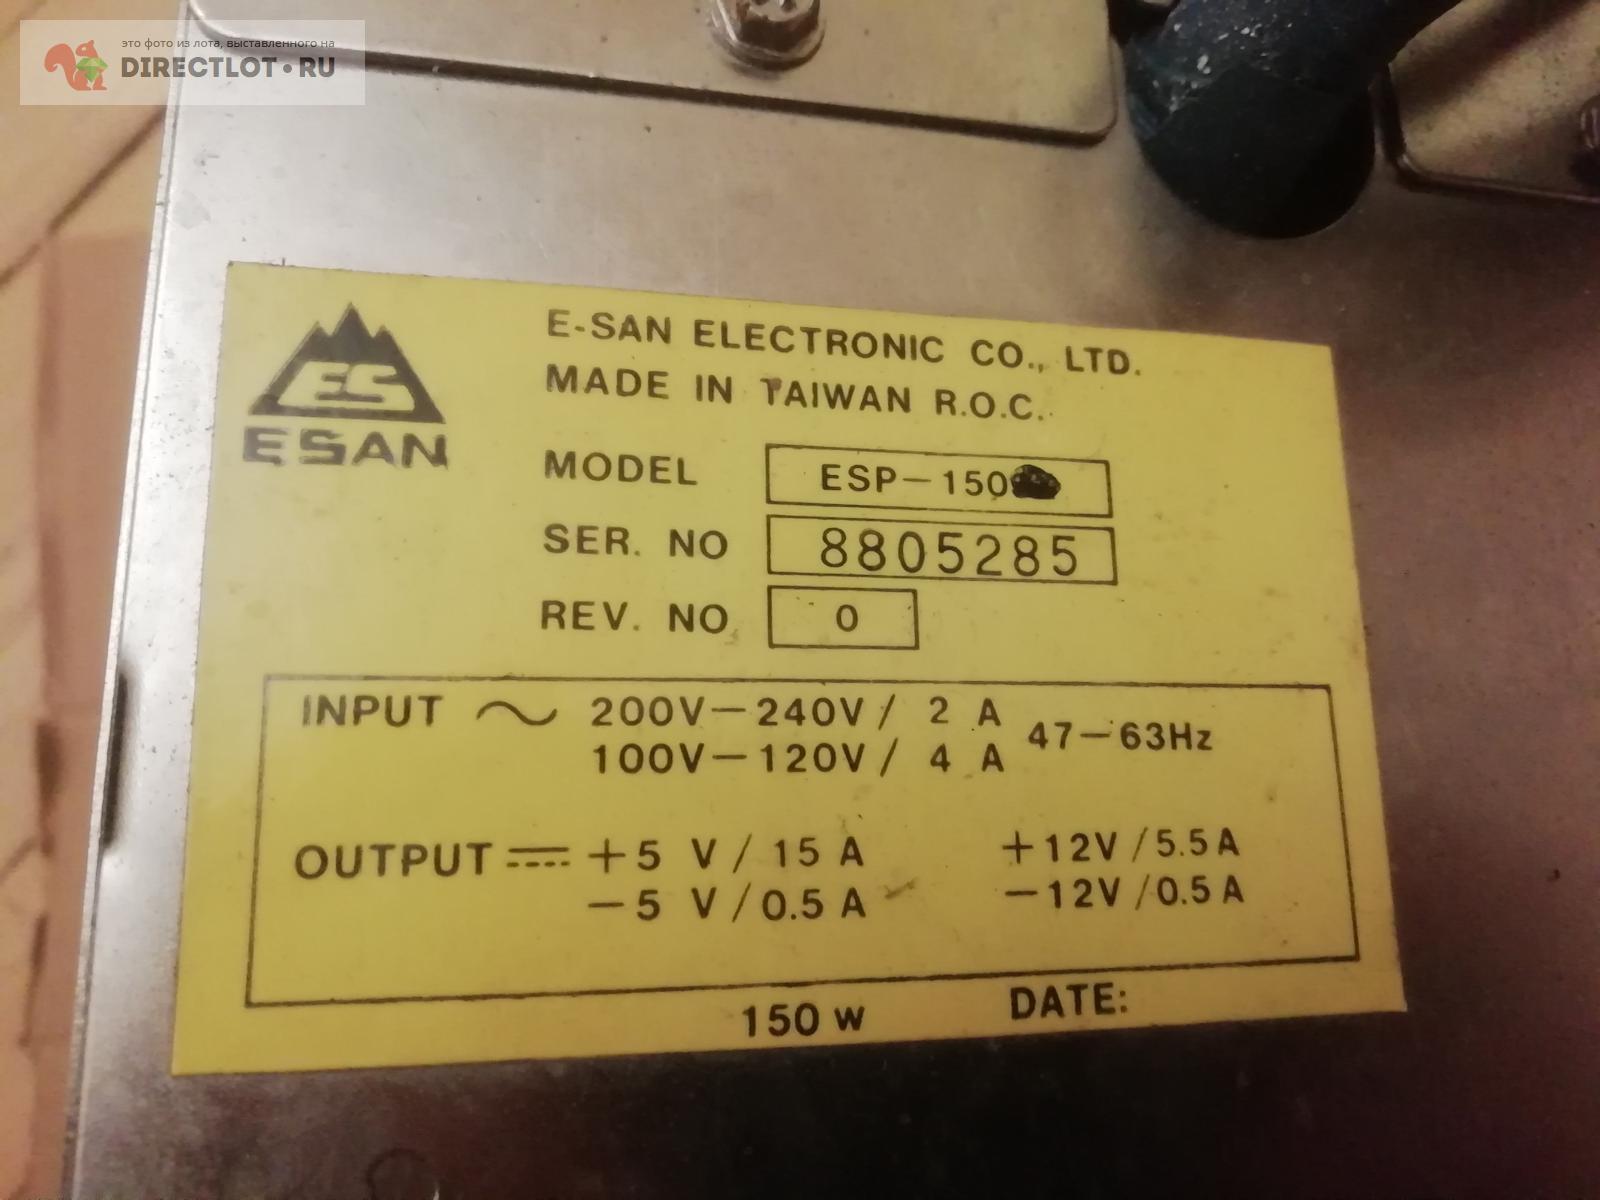 это фото из лота, выставленного на
DIRECTLOT·RU
E-SAN ELECTRONIC CO., LTD.
MADE IN TAIWAN R.O.C.
ES
ESAN
MODEL ESP-150
SER. NO 8805285
REV. NO 0
INPUT ~ 200V-240V / 2 A 47-63Hz
100V-120V / 4 A
OUTPUT ⎓ +5 V / 15 A +12V / 5.5 A
-5 V / 0.5 A -12V / 0.5 A
150 W DATE: